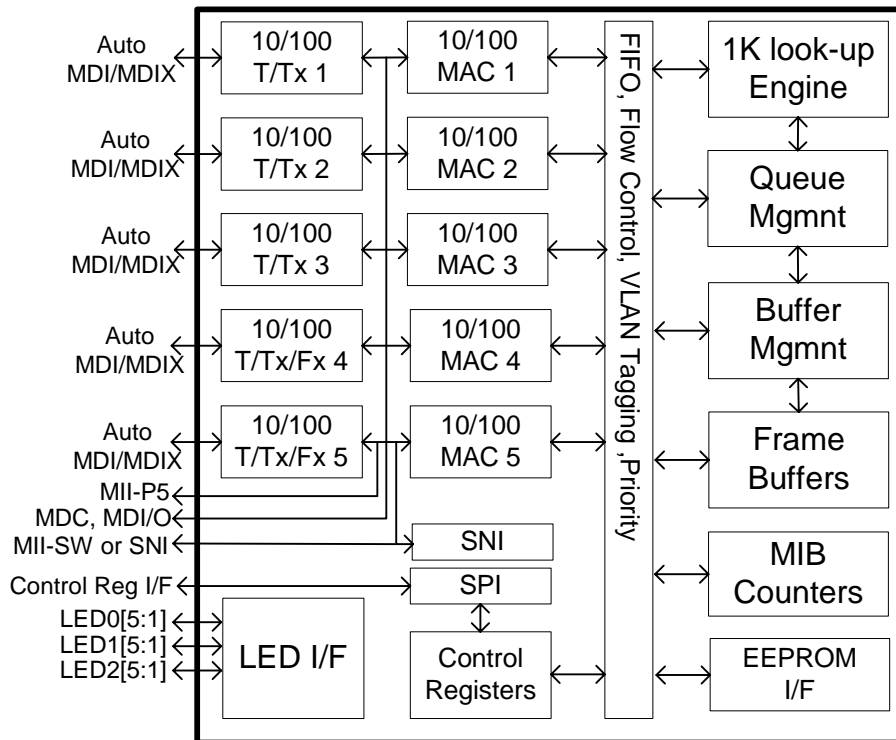 Auto
MDI/MDIX
10/100
T/Tx 1
10/100
MAC 1
1K look-up
Engine
Auto
MDI/MDIX
10/100
T/Tx 2
10/100
MAC 2
Queue
Mgmnt
Auto
MDI/MDIX
10/100
T/Tx 3
10/100
MAC 3
Auto
MDI/MDIX
10/100
T/Tx/Fx 4
10/100
MAC 4
Buffer
Mgmnt
Auto
MDI/MDIX
10/100
T/Tx/Fx 5
10/100
MAC 5
Frame
Buffers
FIFO, Flow Control, VLAN Tagging ,Priority
MII-P5
MDC, MDI/O
MII-SW or SNI
SNI
MIB
Counters
Control Reg I/F
SPI
LED0[5:1]
LED1[5:1]
LED2[5:1]
LED I/F
Control
Registers
EEPROM
I/F